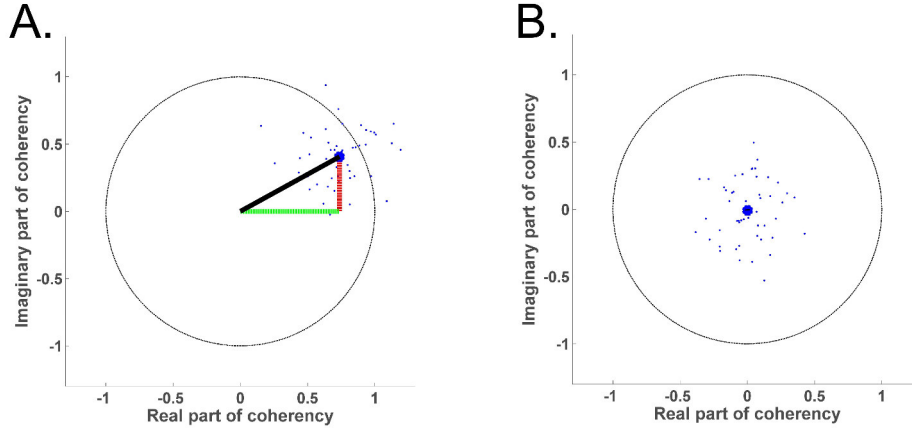 A.
Imaginary part of coherency
1
0.5
0
-0.5
-1
-1 -0.5 0 0.5 1
Real part of coherency
B.
Imaginary part of coherency
1
0.5
0
-0.5
-1
-1 -0.5 0 0.5 1
Real part of coherency